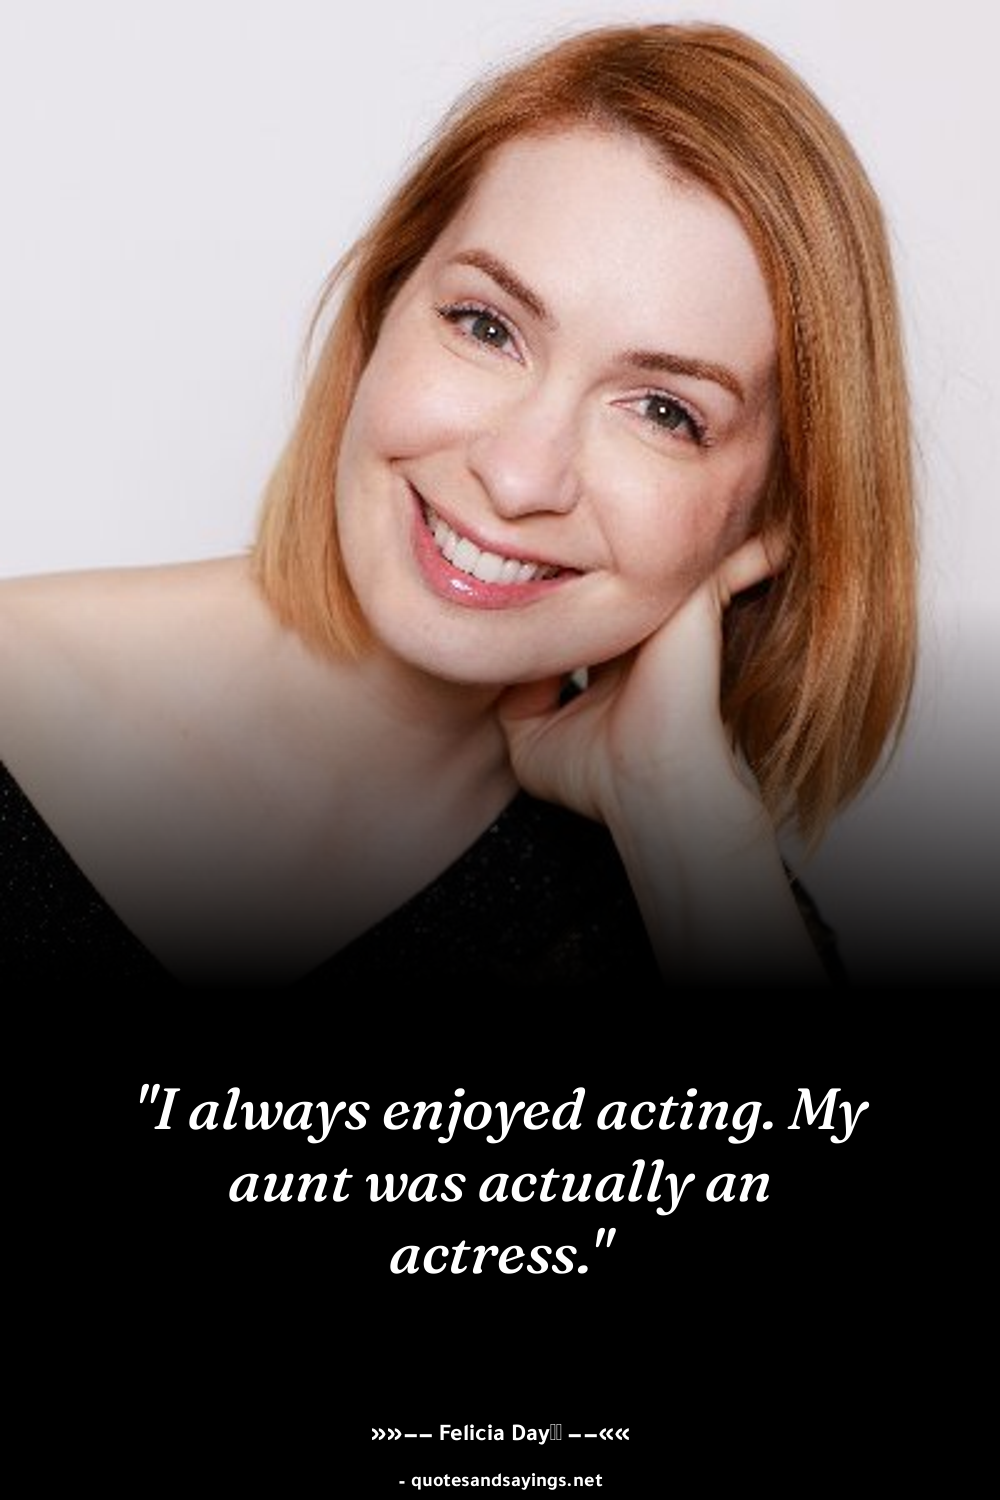 "I always enjoyed acting. My
aunt was actually an
actress."
»»–– Felicia Day ––««
- quotesandsayings.net